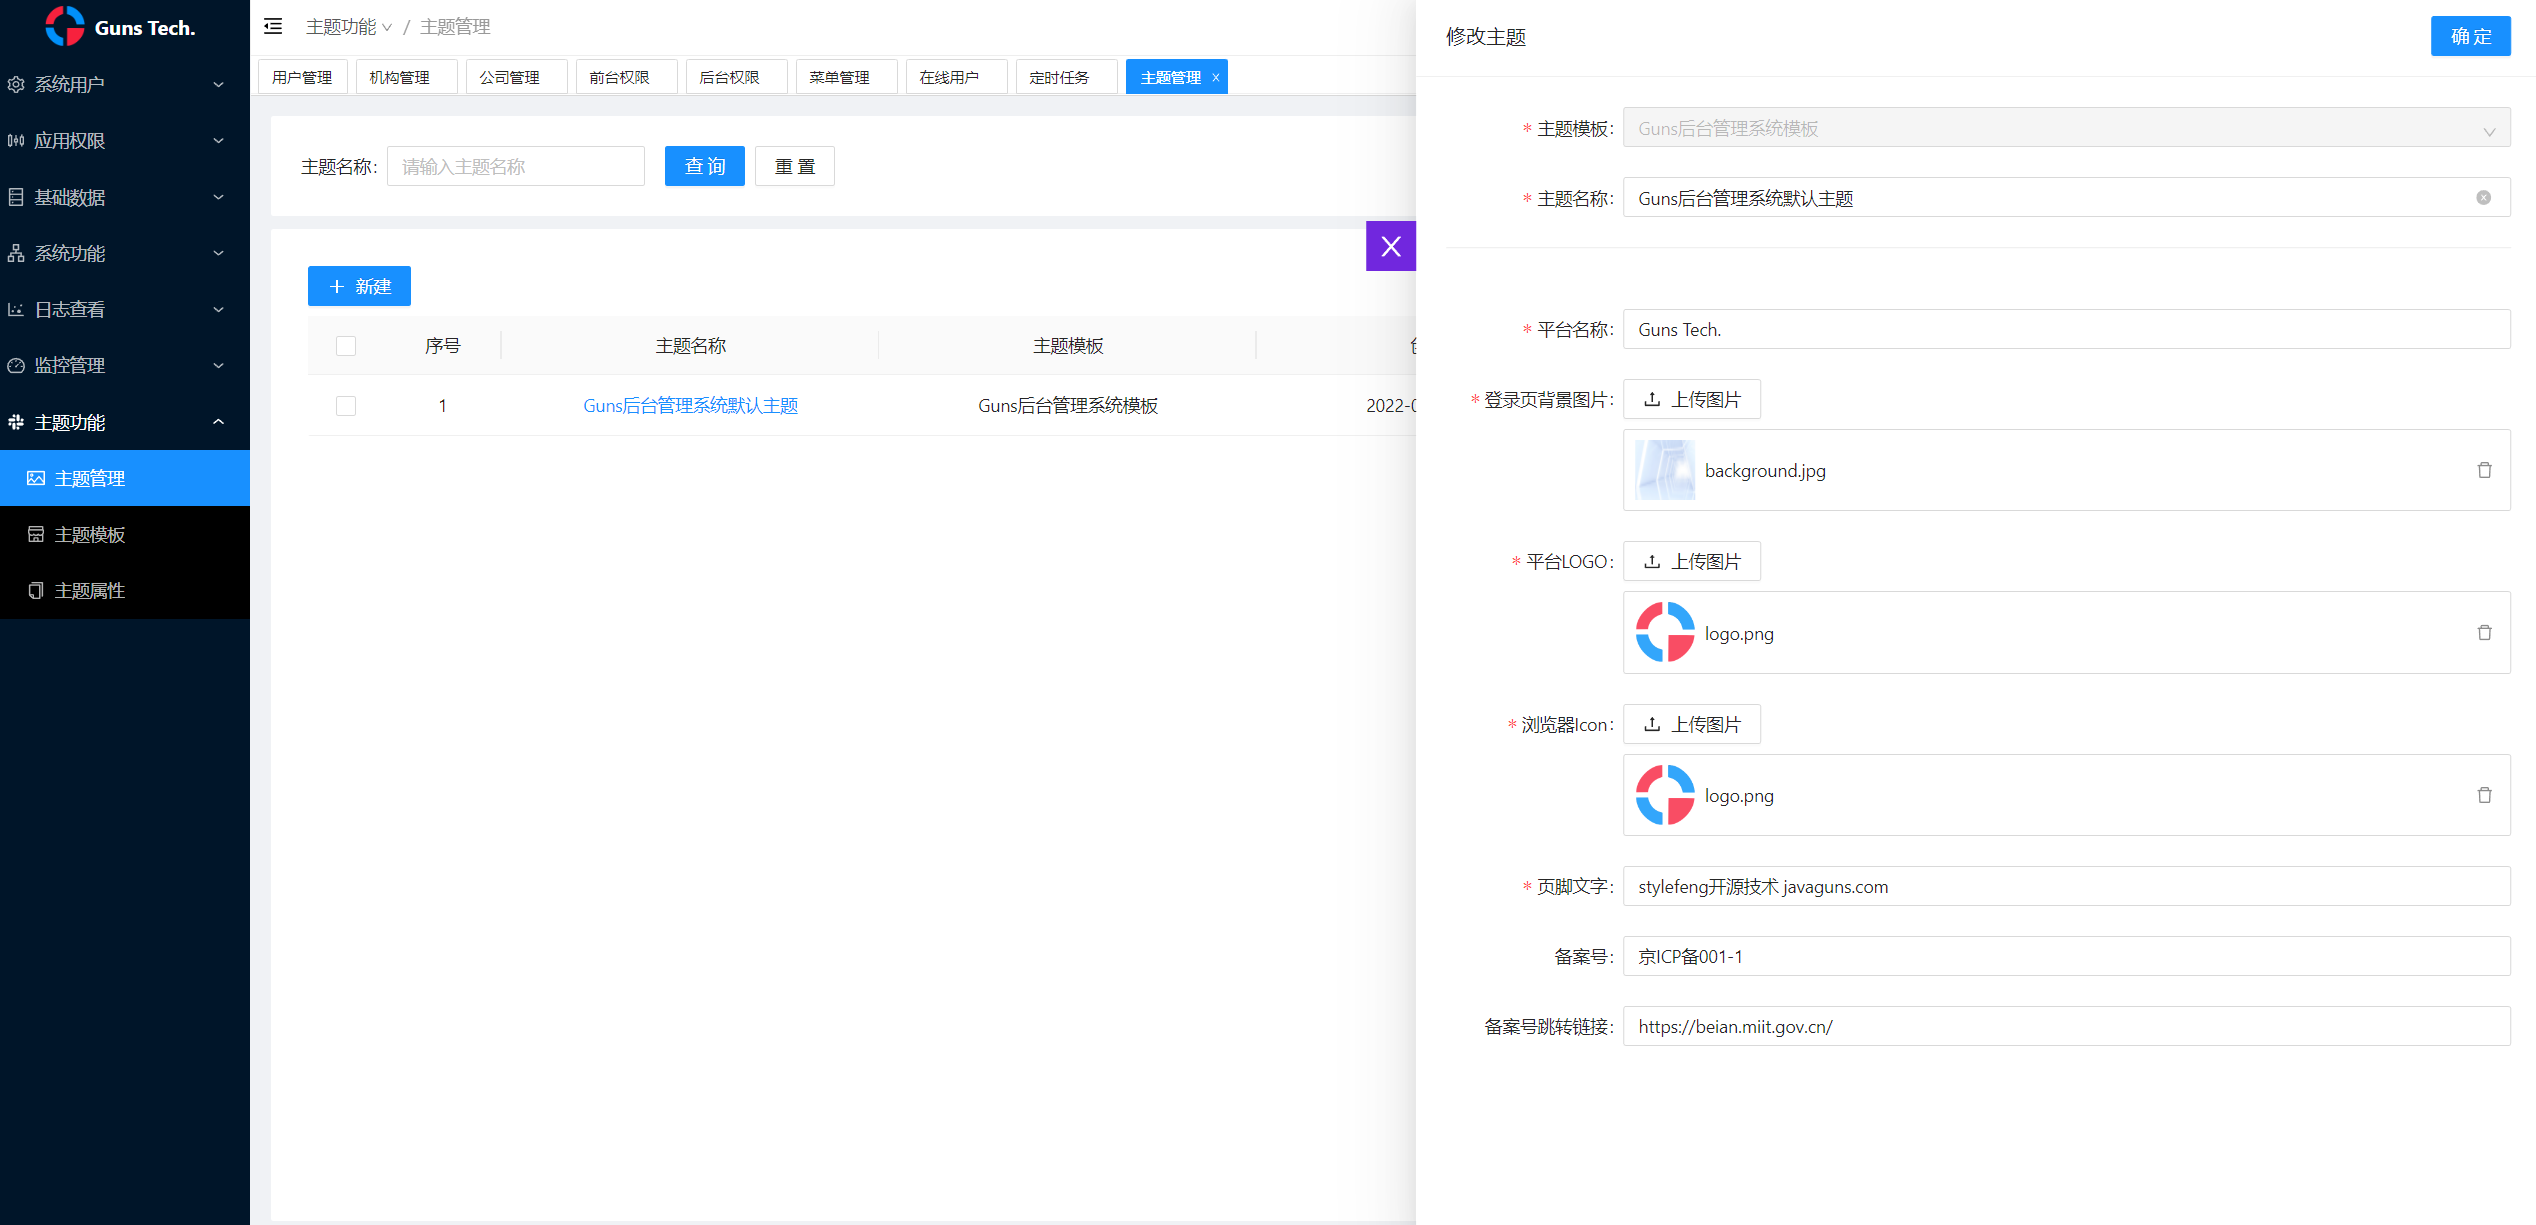 Guns Tech.
系统用户
应用权限
基础数据
系统功能
日志查看
监控管理
主题功能
主题管理
主题模板
主题属性
主题功能 / 主题管理
用户管理 机构管理 公司管理 前台权限 后台权限 菜单管理 在线用户 定时任务 主题管理
主题名称: 请输入主题名称 查 询 重 置
新建
序号 主题名称 主题模板
1 Guns后台管理系统默认主题 Guns后台管理系统模板 2022-0
修改主题 确 定
* 主题模板: Guns后台管理系统模板
* 主题名称: Guns后台管理系统默认主题
* 平台名称: Guns Tech.
* 登录页背景图片: 上传图片
background.jpg
* 平台LOGO: 上传图片
logo.png
* 浏览器Icon: 上传图片
logo.png
* 页脚文字: stylefeng开源技术 javaguns.com
备案号: 京ICP备001-1
备案号跳转链接: https://beian.miit.gov.cn/